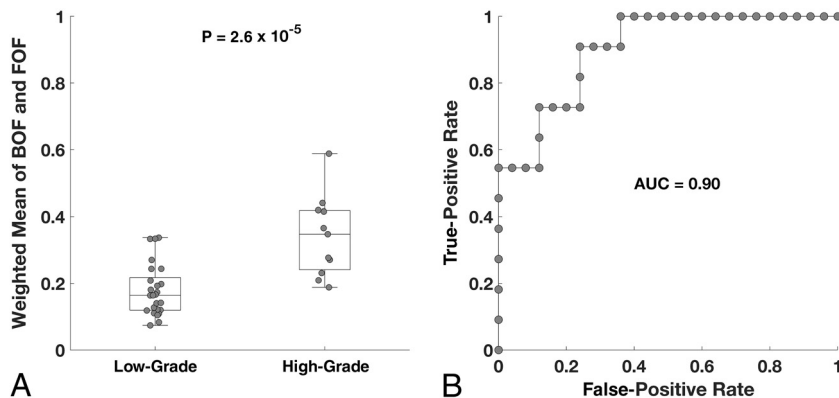 Weighted Mean of BOF and FOF
1
0.8
0.6
0.4
0.2
0
P = 2.6 x 10⁻⁵
Low-Grade
High-Grade
A
True-Positive Rate
1
0.8
0.6
0.4
0.2
0
AUC = 0.90
0
0.2
0.4
0.6
0.8
1
False-Positive Rate
B